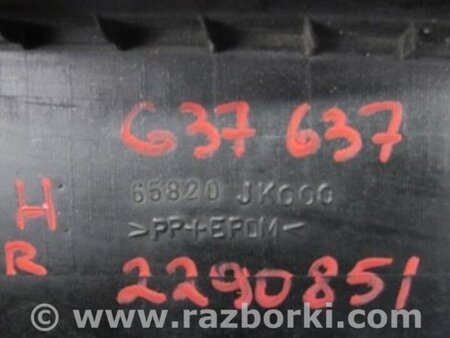 G37 637
65820 JK000
>PP+EPDM<
H
R
2290851
© www.razborki.com